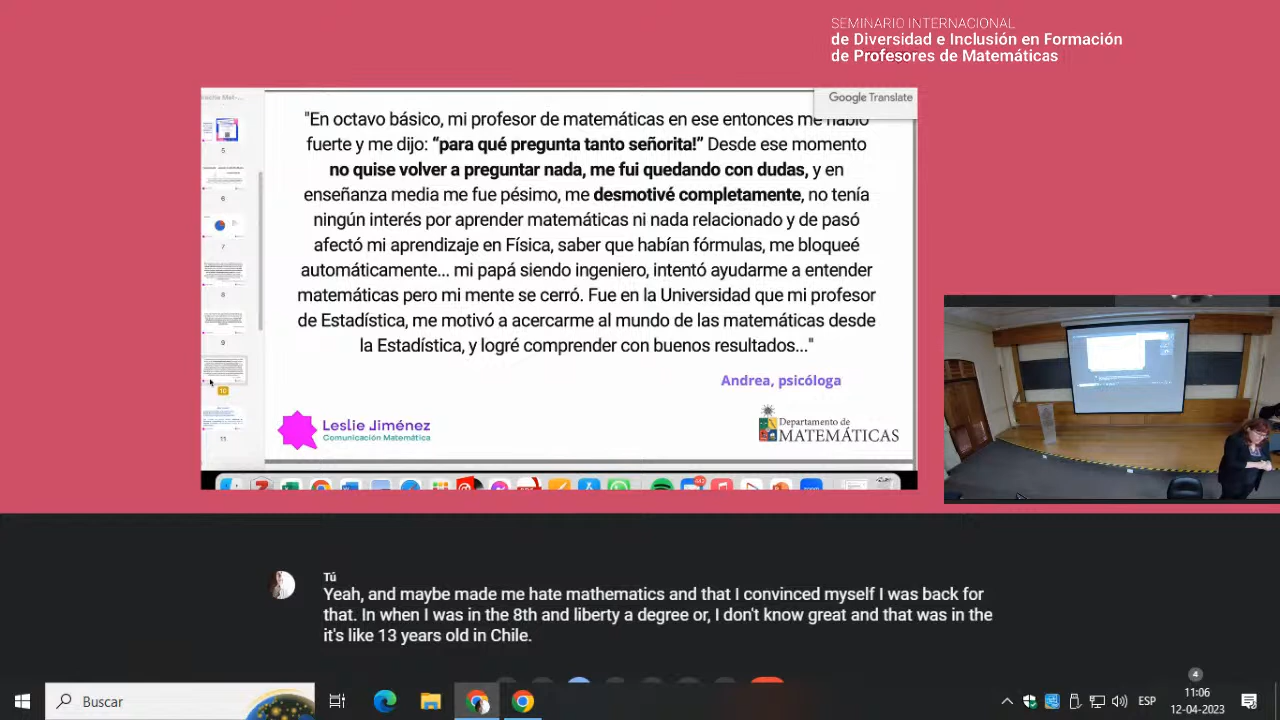 SEMINARIO INTERNACIONAL
de Diversidad e Inclusión en Formación
de Profesores de Matemáticas
Google Translate
"En octavo básico, mi profesor de matemáticas en ese entonces me habló
fuerte y me dijo: “para qué pregunta tanto señorita!” Desde ese momento
no quise volver a preguntar nada, me fui quedando con dudas, y en
enseñanza media me fue pesimo, me desmotivé completamente, no tenía
ningún interés por aprender matemáticas ni nada relacionado y de pasó
afectó mi aprendizaje en Física, saber que habían fórmulas, me bloqueé
automáticamente... mi papá siendo ingeniero, intentó ayudarme a entender
matemáticas pero mi mente se cerró. Fue en la Universidad que mi profesor
de Estadística, me motivó a acercarme al mundo de las matemáticas desde
la Estadística, y logré comprender con buenos resultados..."
Andrea, psicóloga
Leslie Jiménez
Comunicación Matemática
Departamento de
MATEMÁTICAS
5
6
7
8
9
10
11
Tú
Yeah, and maybe made me hate mathematics and that I convinced myself I was back for
that. In when I was in the 8th and liberty a degree or, I don't know great and that was in the
it's like 13 years old in Chile.
Buscar
4
ESP
11:06
12-04-2023